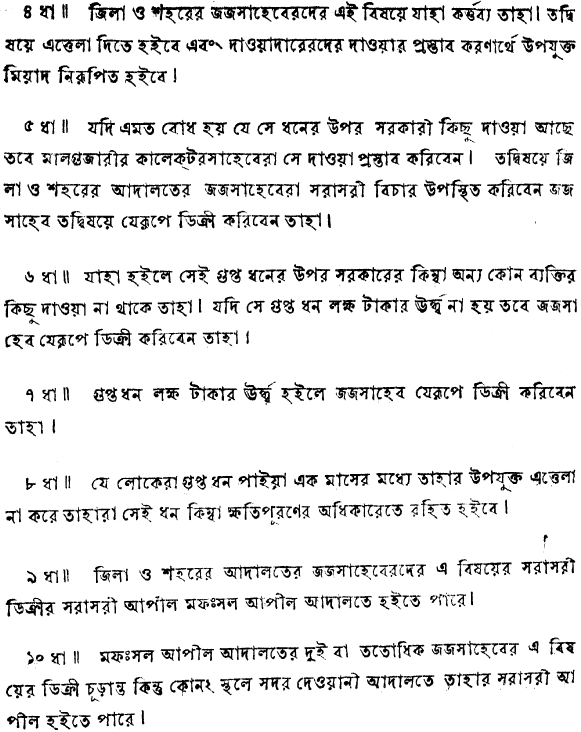 ৪ ধা॥ জিলা ও শহরের জজসাহেবেরদের এই বিষয়ে যাহা কর্ত্তব্য তাহা। তদ্বি
ষয়ে এত্তেলা দিতে হইবে এবং দাওয়াদারেরদের দাওয়ার প্রস্তাব করণার্থে উপযুক্ত
মিয়াদ নিরূপিত হইবে।
৫ ধা॥ যদি এমত বোধ হয় যে সে ধনের উপর সরকারী কিছু দাওয়া আছে
তবে মালগুজারীর কালেক্টরসাহেবেরা সে দাওয়া প্রস্তাব করিবেন। তদ্বিষয়ে জি
লা ও শহরের আদালতের জজসাহেবেরা সরাসরী বিচার উপস্থিত করিবেন জজ
সাহেব তদ্বিষয়ে যেরূপে ডিক্রী করিবেন তাহা।
৬ ধা॥ যাহা হইলে সেই গুপ্ত ধনের উপর সরকারের কিম্বা অন্য কোন ব্যক্তির
কিছু দাওয়া না থাকে তাহা। যদি সে গুপ্ত ধন লক্ষ টাকার উর্দ্ধ না হয় তবে জজসা
হেব যেরূপে ডিক্রী করিবেন তাহা।
৭ ধা॥ গুপ্তধন লক্ষ টাকার উর্দ্ধ হইলে জজসাহেব যেরূপে ডিক্রী করিবেন
তাহা।
৮ ধা॥ যে লোকেরা গুপ্ত ধন পাইয়া এক মাসের মধ্যে তাহার উপযুক্ত এত্তেলা
না করে তাহারা সেই ধন কিম্বা ক্ষতিপূরণের অধিকারেতে রহিত হইবে।
৯ ধা॥ জিলা ও শহরের আদালতের জজসাহেবেরদের এ বিষয়ের সরাসরী
ডিক্রীর সরাসরী আপীল মফঃসল আপীল আদালতে হইতে পারে।
১০ ধা॥ মফঃসল আপীল আদালতের দুই বা ততোধিক জজসাহেবের এ বিষ
য়ের ডিক্রী চূড়ান্ত কিন্তু কোনং স্থলে সদর দেওয়ানী আদালতে তাহার সরাসরী আ
পীল হইতে পারে।